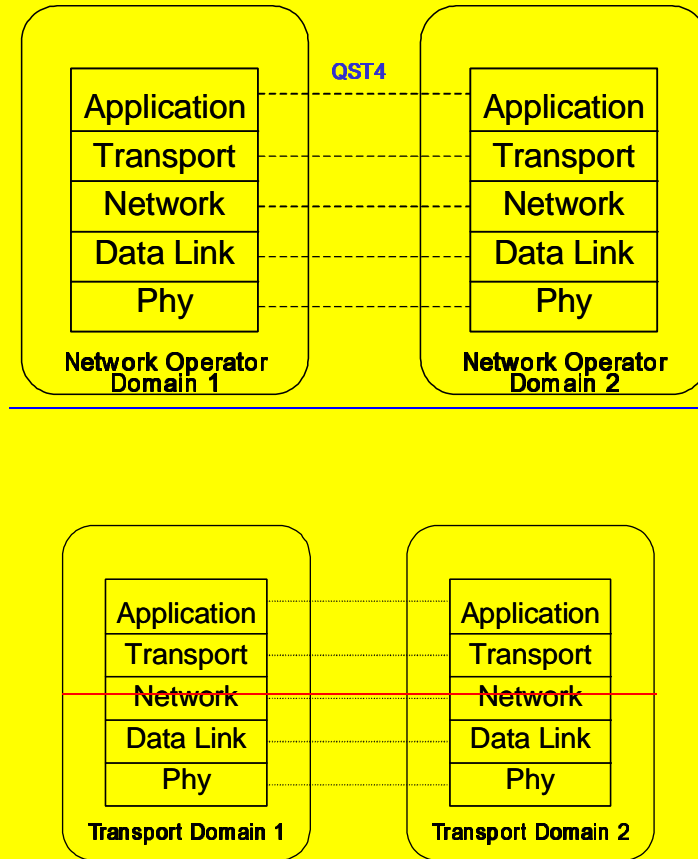 QST4
Application
Transport
Network
Data Link
Phy
Network Operator
Domain 1
Application
Transport
Network
Data Link
Phy
Network Operator
Domain 2
Application
Transport
Network
Data Link
Phy
Transport Domain 1
Application
Transport
Network
Data Link
Phy
Transport Domain 2